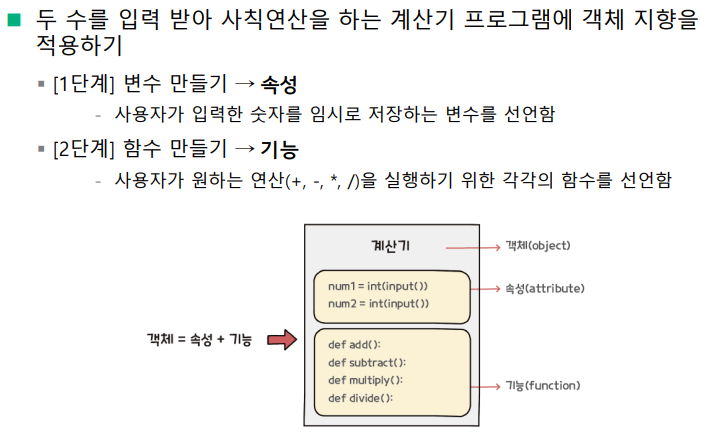 두 수를 입력 받아 사칙연산을 하는 계산기 프로그램에 객체 지향을
적용하기
[1단계] 변수 만들기 → 속성
- 사용자가 입력한 숫자를 임시로 저장하는 변수를 선언함
[2단계] 함수 만들기 → 기능
- 사용자가 원하는 연산(+, -, *, /)을 실행하기 위한 각각의 함수를 선언함
계산기
객체(object)
num1 = int(input())
num2 = int(input())
속성(attribute)
객체 = 속성 + 기능
def add():
def subtract():
def multiply():
def divide():
기능(function)